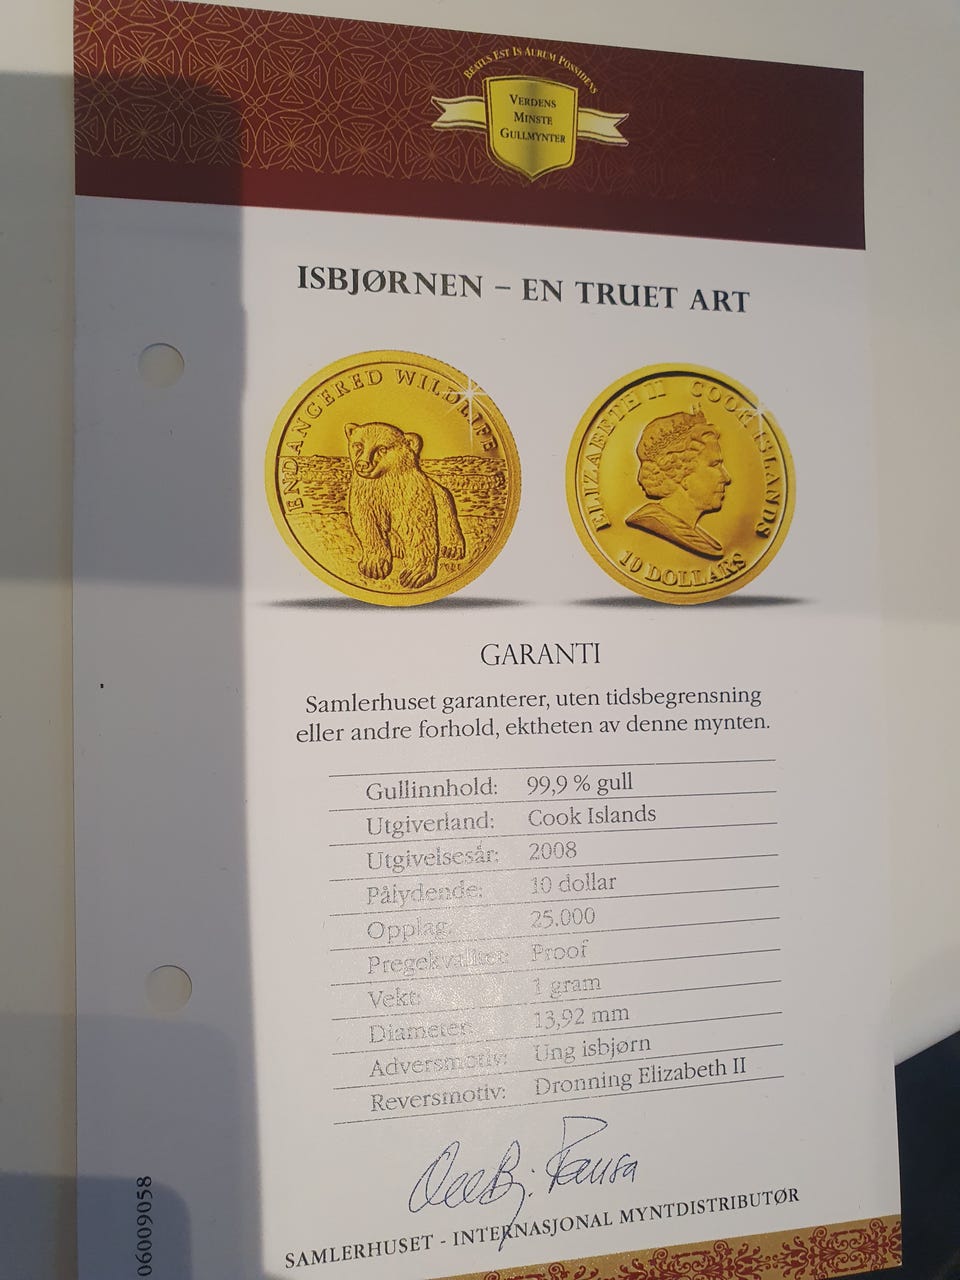 BEATUS EST IS AURUM POSSIDENS
VERDENS
MINSTE
GULLMYNTER
ISBJØRNEN – EN TRUET ART
ENDANGERED WILDLIFE
ELIZABETH II COOK ISLANDS
10 DOLLARS
GARANTI
Samlerhuset garanterer, uten tidsbegrensning
eller andre forhold, ektheten av denne mynten.
Gullinnhold: 99,9 % gull
Utgiverland: Cook Islands
Utgivelsesår: 2008
Pålydende: 10 dollar
Opplag: 25.000
Pregekvalitet: Proof
Vekt: 1 gram
Diameter: 13,92 mm
Adversmotiv: Ung isbjørn
Reversmotiv: Dronning Elizabeth II
SAMLERHUSET - INTERNASJONAL MYNTDISTRIBUTØR
06009058